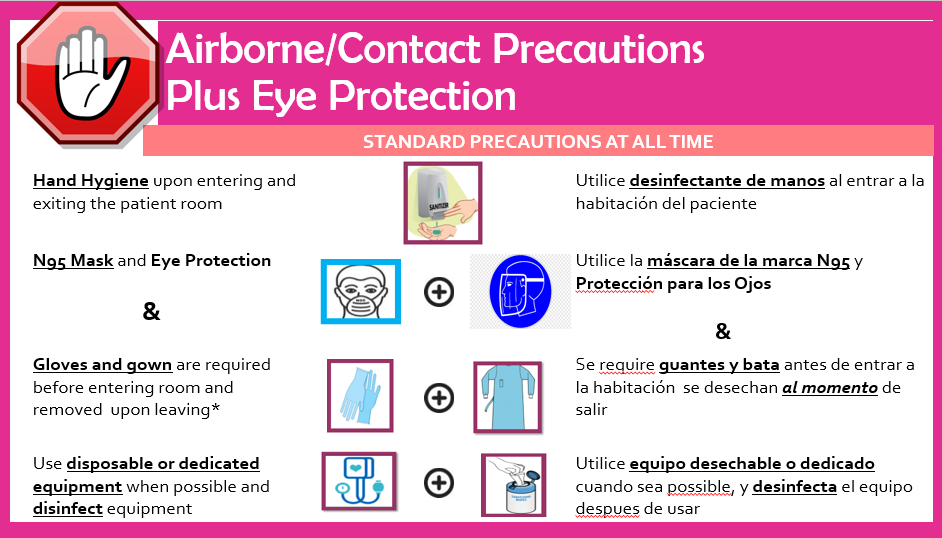 Airborne/Contact Precautions
Plus Eye Protection
STANDARD PRECAUTIONS AT ALL TIME
Hand Hygiene upon entering and
exiting the patient room
SANITIZER
Utilice desinfectante de manos al entrar a la
habitación del paciente
N95 Mask and Eye Protection
&
Utilice la máscara de la marca N95 y
Protección para los Ojos
&
Gloves and gown are required
before entering room and
removed upon leaving*
Se require guantes y bata antes de entrar a
la habitación se desechan al momento de
salir
Use disposable or dedicated
equipment when possible and
disinfect equipment
Utilice equipo desechable o dedicado
cuando sea possible, y desinfecta el equipo
despues de usar